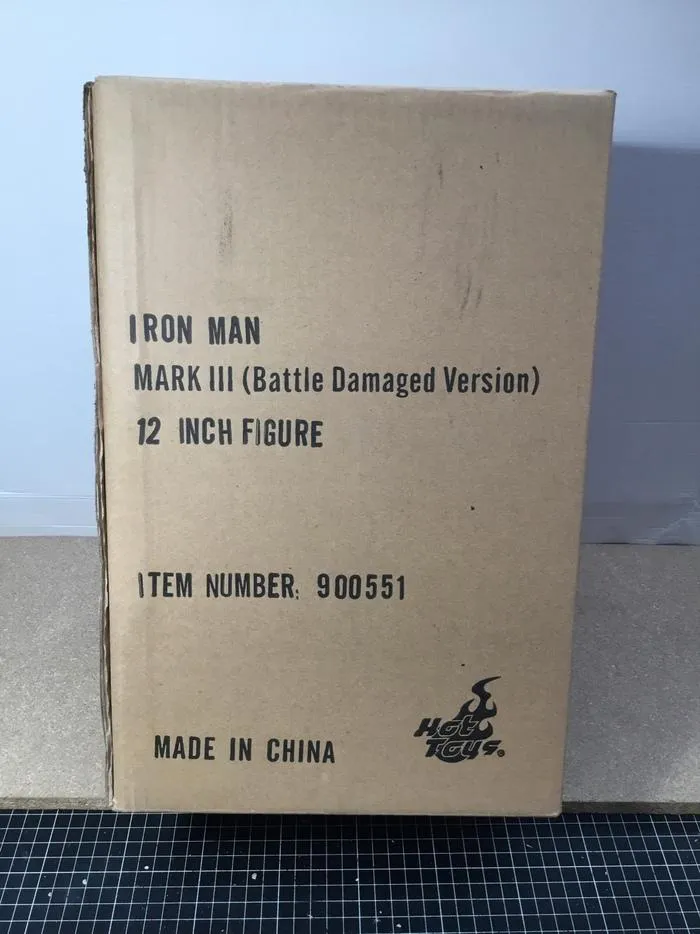 IRON MAN
MARK III (Battle Damaged Version)
12 INCH FIGURE
ITEM NUMBER: 900551
Hot
Toys®
MADE IN CHINA